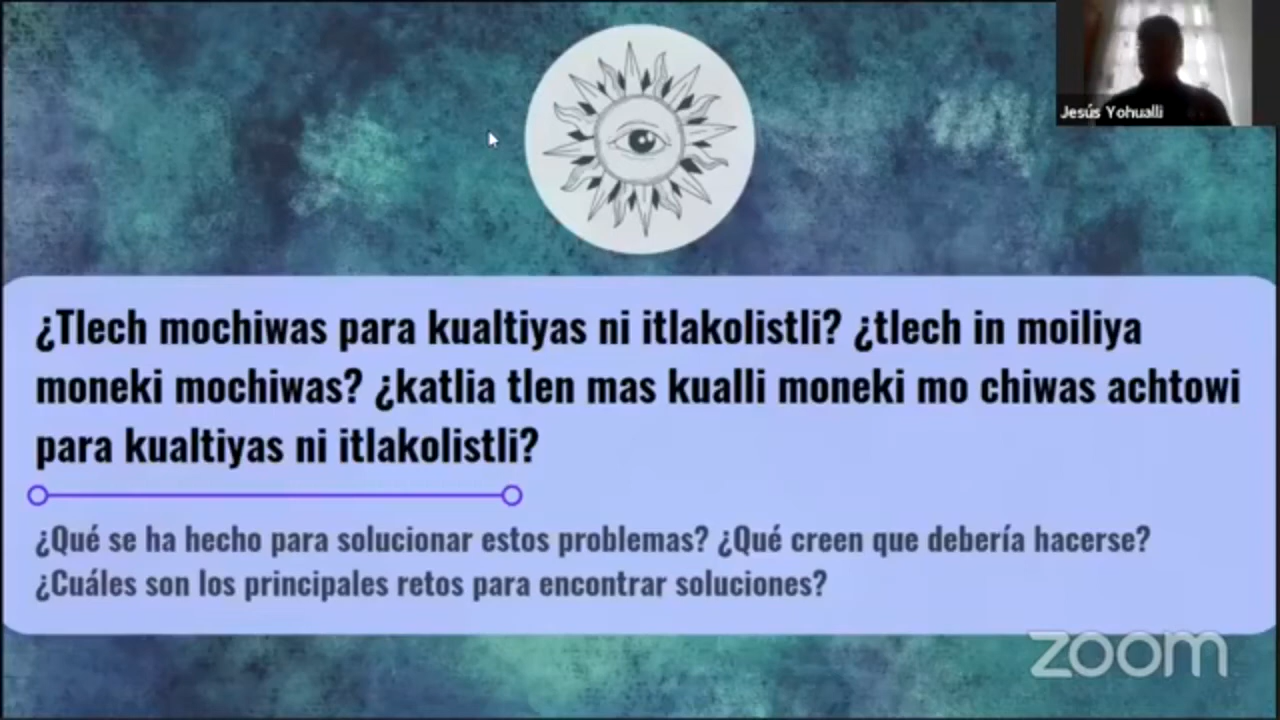 Jesús Yohualli
¿Tlech mochiwas para kualtiyas ni itlakolistli? ¿tlech in moiliya
moneki mochiwas? ¿katlia tlen mas kualli moneki mo chiwas achtowi
para kualtiyas ni itlakolistli?
¿Qué se ha hecho para solucionar estos problemas? ¿Qué creen que debería hacerse?
¿Cuáles son los principales retos para encontrar soluciones?
zoom